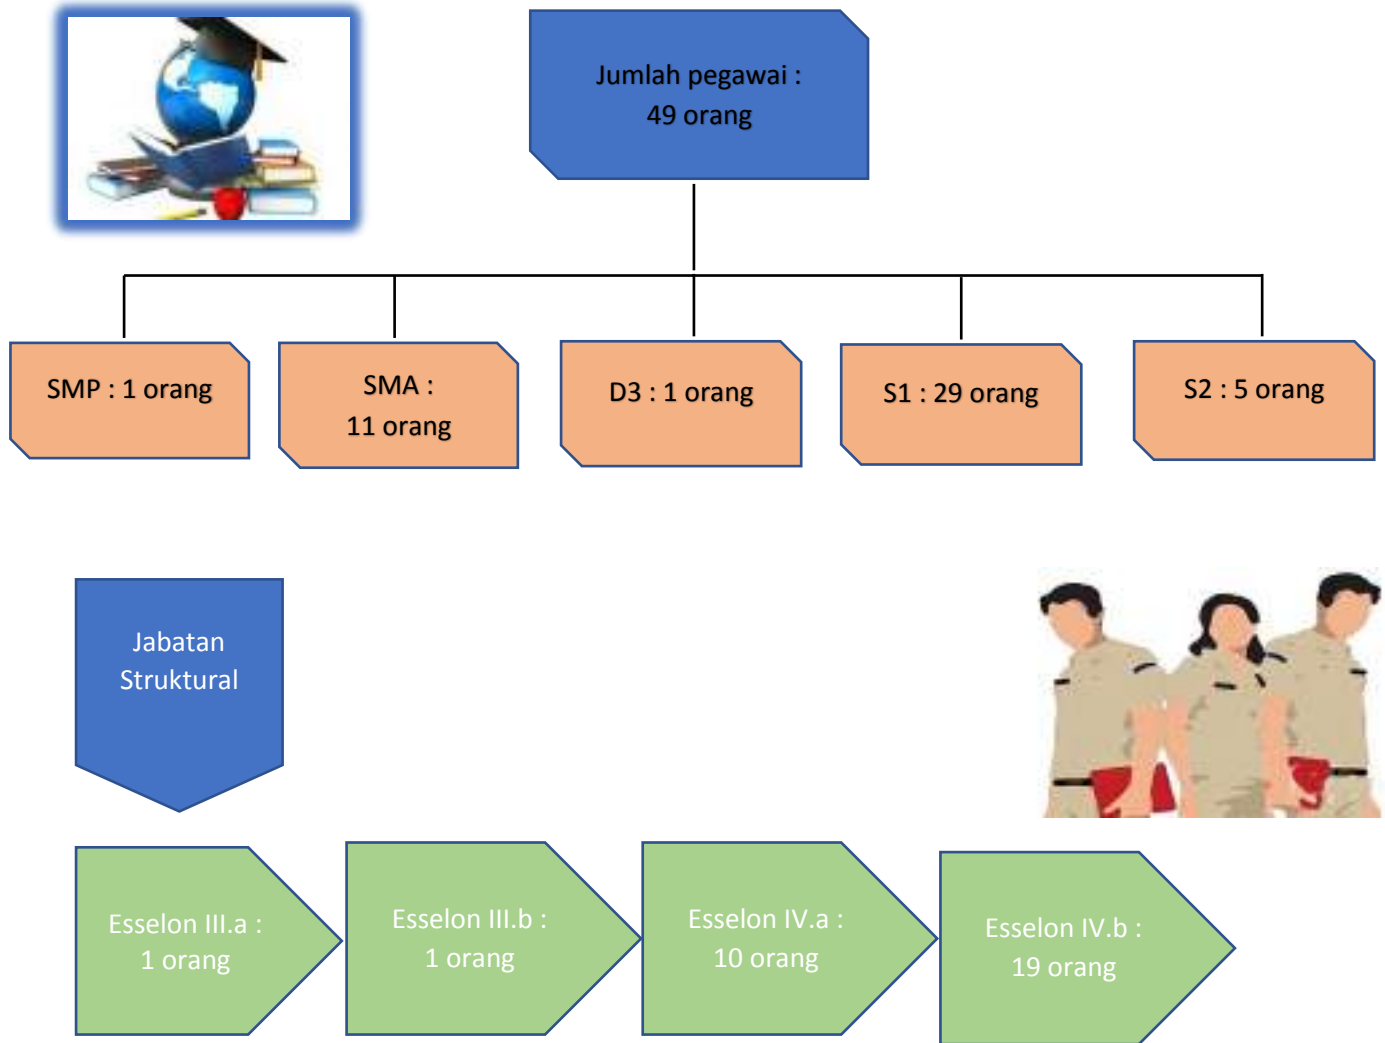 Jumlah pegawai :
49 orang
SMP : 1 orang
SMA :
11 orang
D3 : 1 orang
S1 : 29 orang
S2 : 5 orang
Jabatan
Struktural
Esselon III.a :
1 orang
Esselon III.b :
1 orang
Esselon IV.a :
10 orang
Esselon IV.b :
19 orang